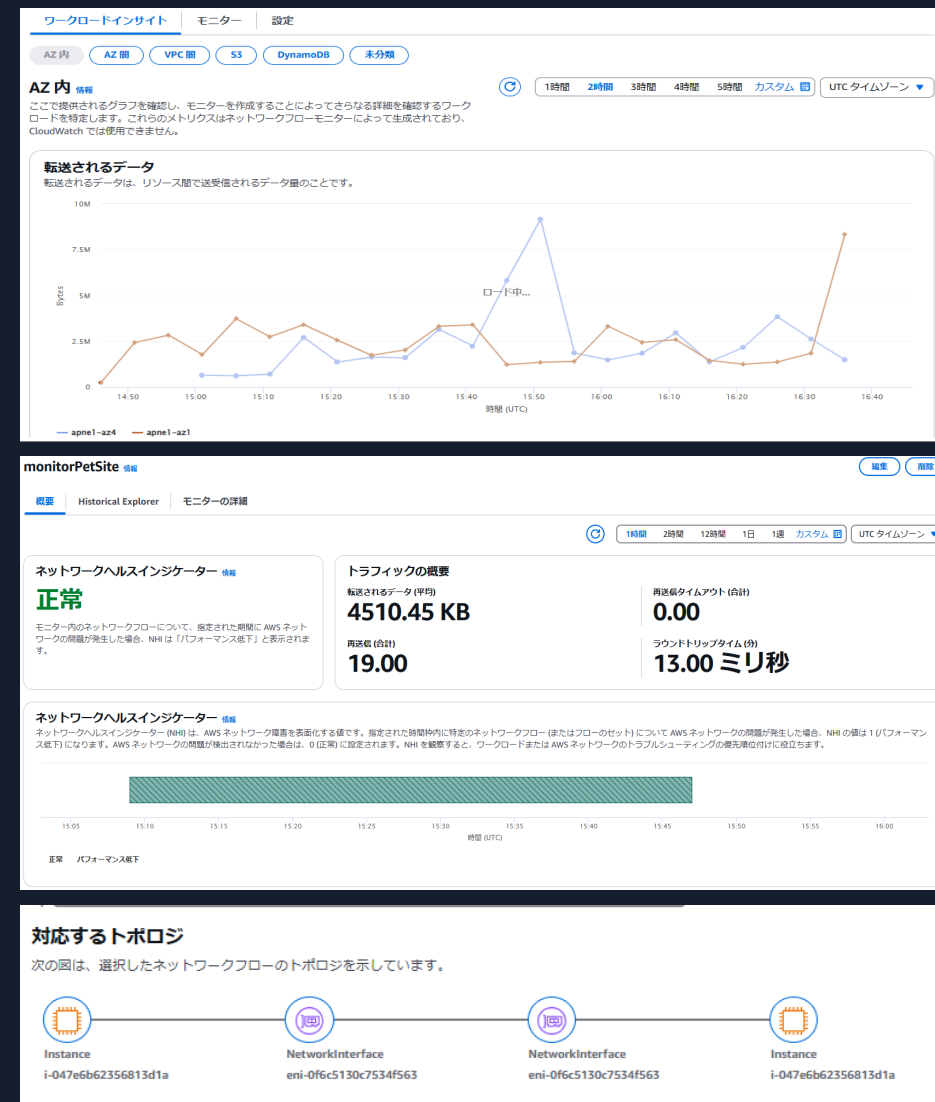 ワークロードインサイト モニター 設定
AZ 内 AZ 間 VPC 間 S3 DynamoDB 未分類
AZ 内 情報
1時間 2時間 3時間 4時間 5時間 カスタム UTC タイムゾーン
ここで提供されるグラフを確認し、モニターを作成することによってさらなる詳細を確認するワーク
ロードを特定します。これらのメトリクスはネットワークフローモニターによって生成されており、
CloudWatch では使用できません。
転送されるデータ
転送されるデータは、リソース間で送受信されるデータ量のことです。
10M
7.5M
5M
2.5M
0
Bytes
ロード中...
14:50 15:00 15:10 15:20 15:30 15:40 15:50 16:00 16:10 16:20 16:30 16:40
時間 (UTC)
apne1-az4 apne1-az1
monitorPetSite 情報
編集 削除
概要 Historical Explorer モニターの詳細
1時間 2時間 12時間 1日 1週 カスタム UTC タイムゾーン
ネットワークヘルスインジケーター 情報
正常
モニター内のネットワークフローについて、指定された期間に AWS ネット
ワークの問題が発生した場合、NHI は「パフォーマンス低下」と表示されま
す。
トラフィックの概要
転送されるデータ (平均)
4510.45 KB
再送信タイムアウト (合計)
0.00
再送信 (合計)
19.00
ラウンドトリップタイム (分)
13.00 ミリ秒
ネットワークヘルスインジケーター 情報
ネットワークヘルスインジケーター (NHI) は、AWS ネットワーク障害を表面化する値です。指定された時間枠内に特定のネットワークフロー (またはフローのセット) について AWS ネットワークの問題が発生した場合、NHI の値は 1 (パフォーマン
ス低下) になります。AWS ネットワークの問題が検出されなかった場合は、0 (正常) に設定されます。NHI を観察すると、ワークロードまたは AWS ネットワークのトラブルシューティングの優先順位付けに役立ちます。
15:05 15:10 15:15 15:20 15:25 15:30 15:35 15:40 15:45 15:50 15:55 16:00
時間 (UTC)
正常 パフォーマンス低下
対応するトポロジ
次の図は、選択したネットワークフローのトポロジを示しています。
Instance NetworkInterface NetworkInterface Instance
i-047e6b62356813d1a eni-0f6c5130c7534f563 eni-0f6c5130c7534f563 i-047e6b62356813d1a